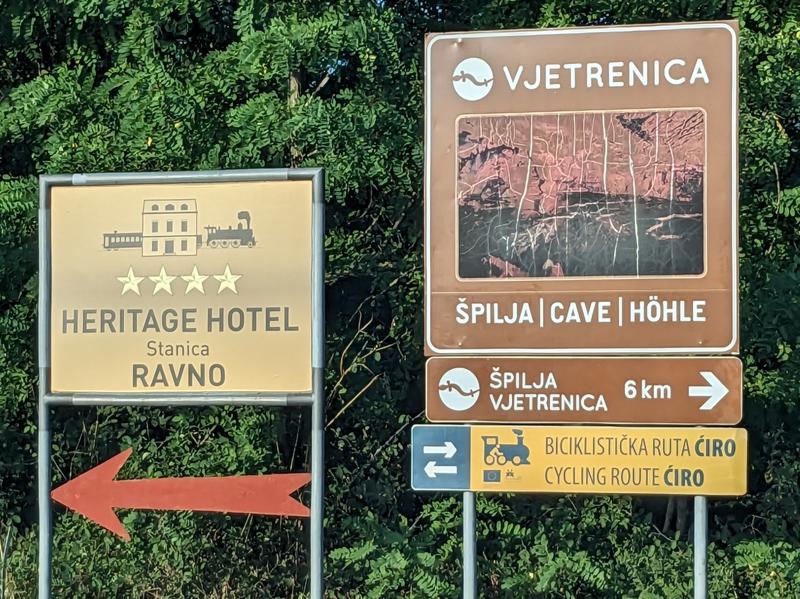 HERITAGE HOTEL
Stanica
RAVNO
VJETRENICA
ŠPILJA | CAVE | HÖHLE
ŠPILJA
VJETRENICA
6 km
BICIKLISTIČKA RUTA ĆIRO
CYCLING ROUTE ĆIRO